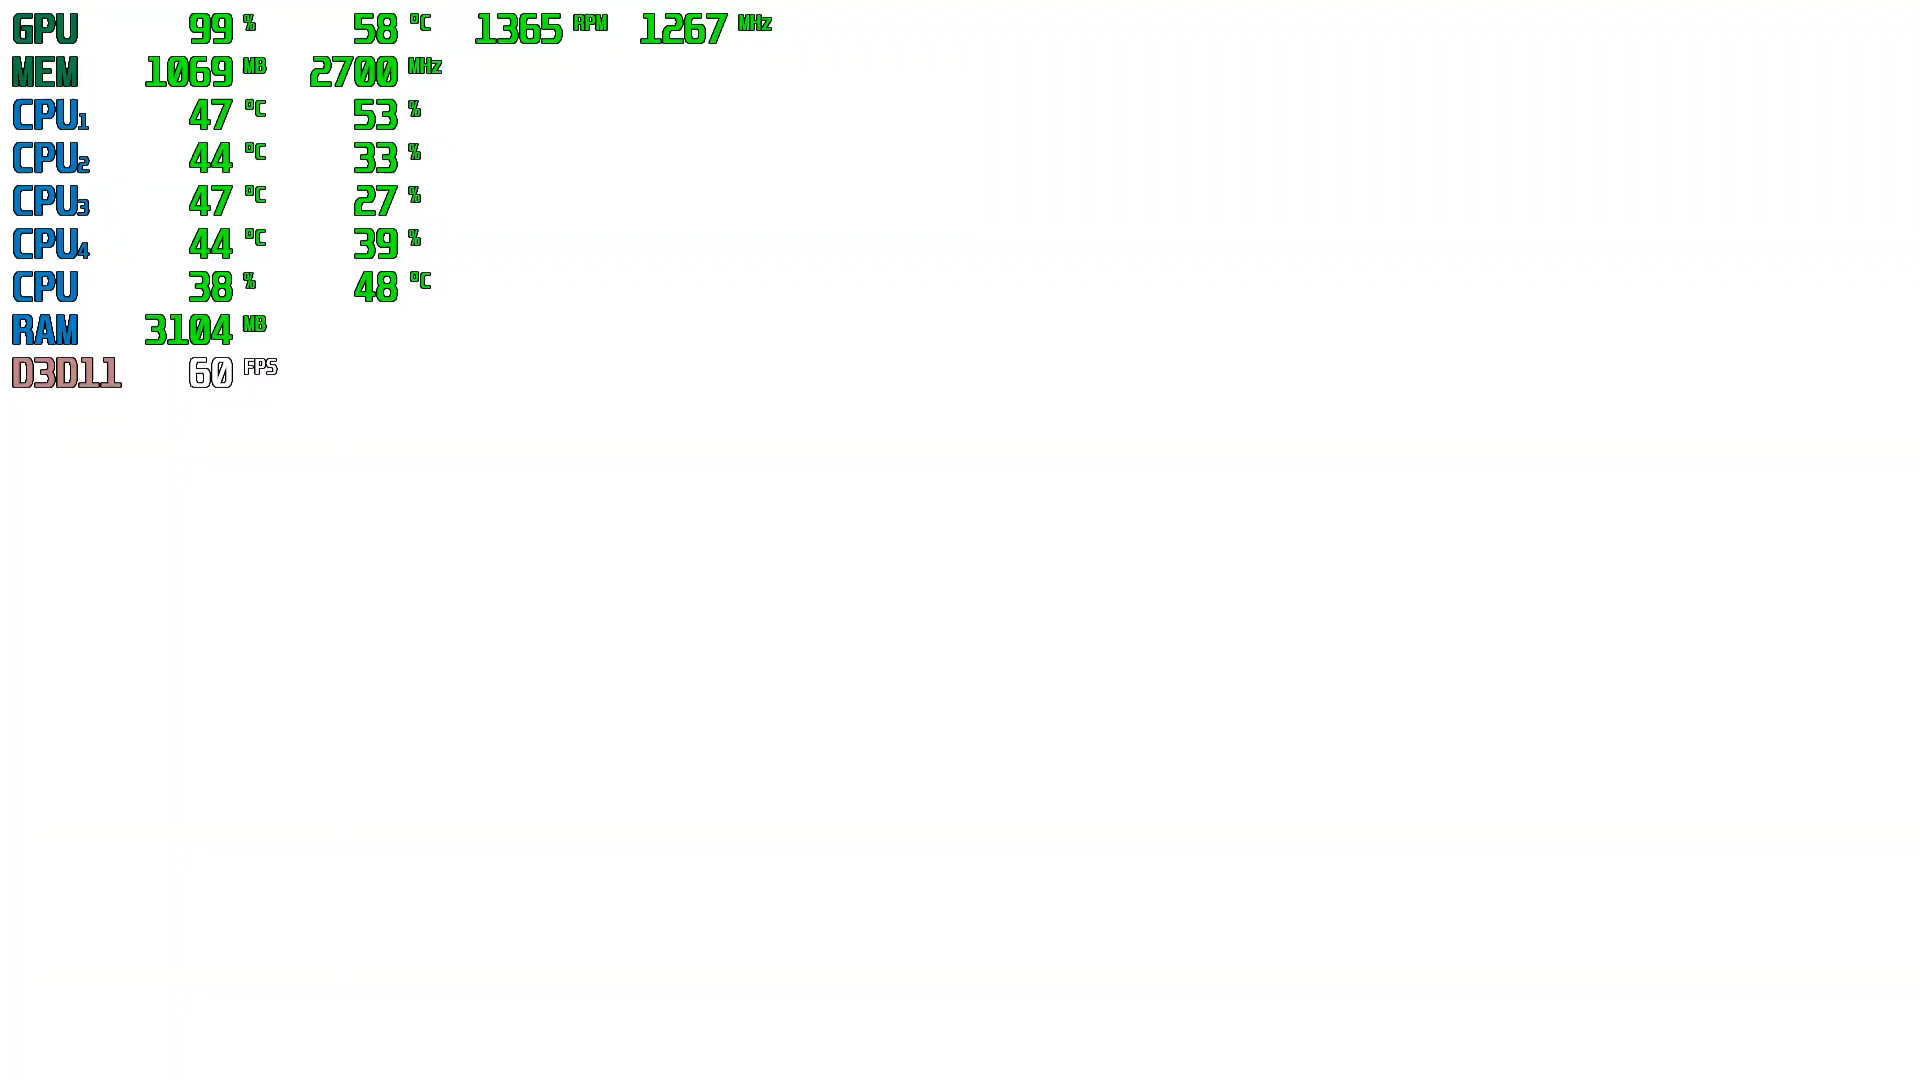 GPU 99 % 58 °C 1365 RPM 1267 MHz
MEM 1069 MB 2700 MHz
CPU1 47 °C 53 %
CPU2 44 °C 33 %
CPU3 47 °C 27 %
CPU4 44 °C 39 %
CPU 38 % 48 °C
RAM 3104 MB
D3D11 60 FPS